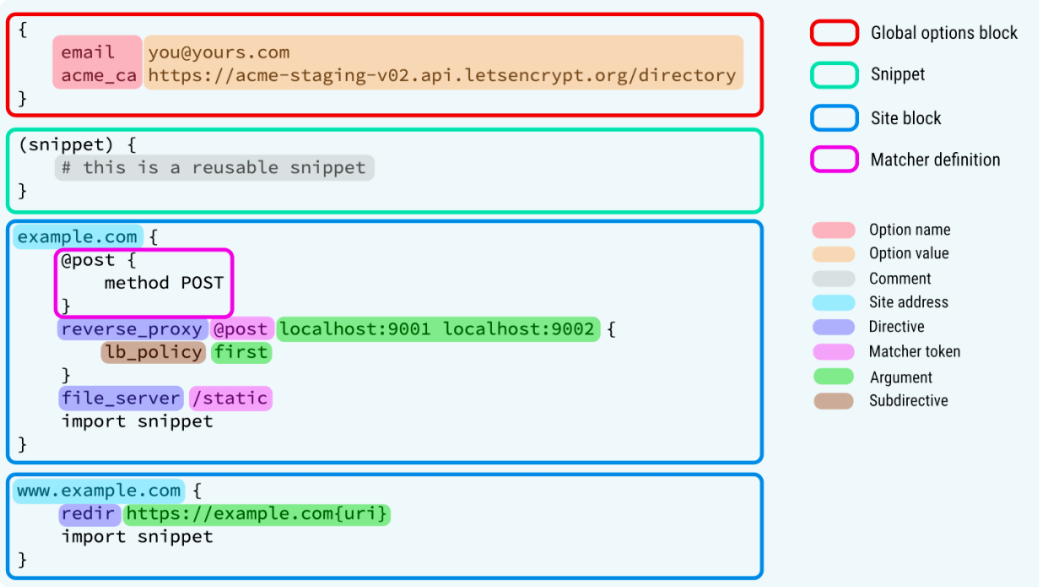 {
email you@yours.com
acme_ca https://acme-staging-v02.api.letsencrypt.org/directory
}
(snippet) {
# this is a reusable snippet
}
example.com {
@post {
method POST
}
reverse_proxy @post localhost:9001 localhost:9002 {
lb_policy first
}
file_server /static
import snippet
}
www.example.com {
redir https://example.com{uri}
import snippet
}
Global options block
Snippet
Site block
Matcher definition
Option name
Option value
Comment
Site address
Directive
Matcher token
Argument
Subdirective